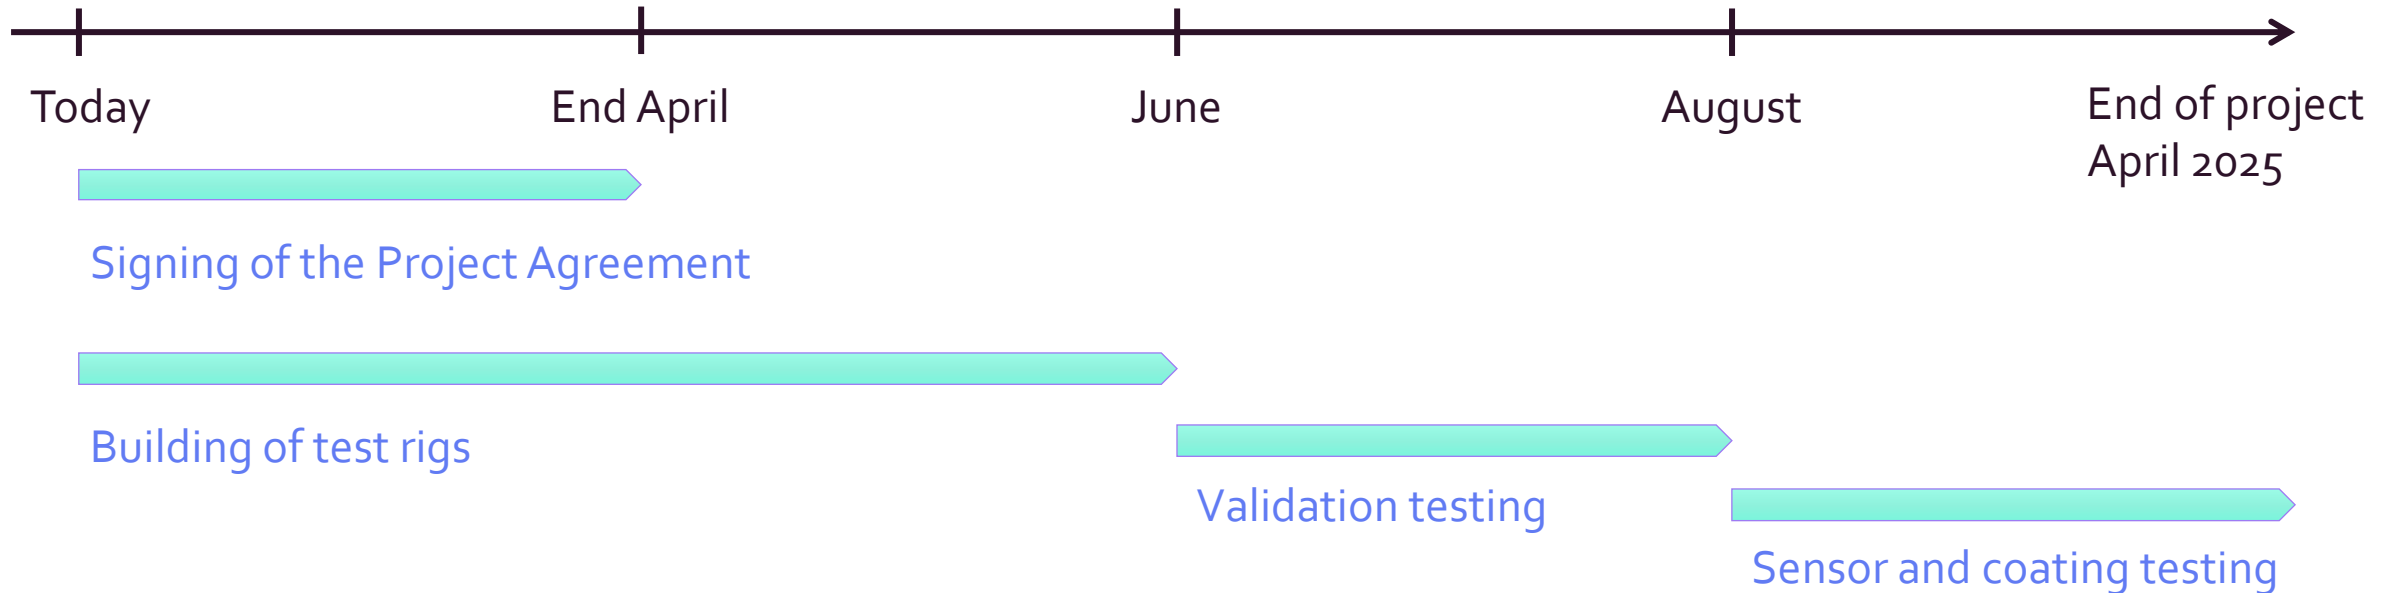 Today
End April
June
August
End of project
April 2025
Signing of the Project Agreement
Building of test rigs
Validation testing
Sensor and coating testing